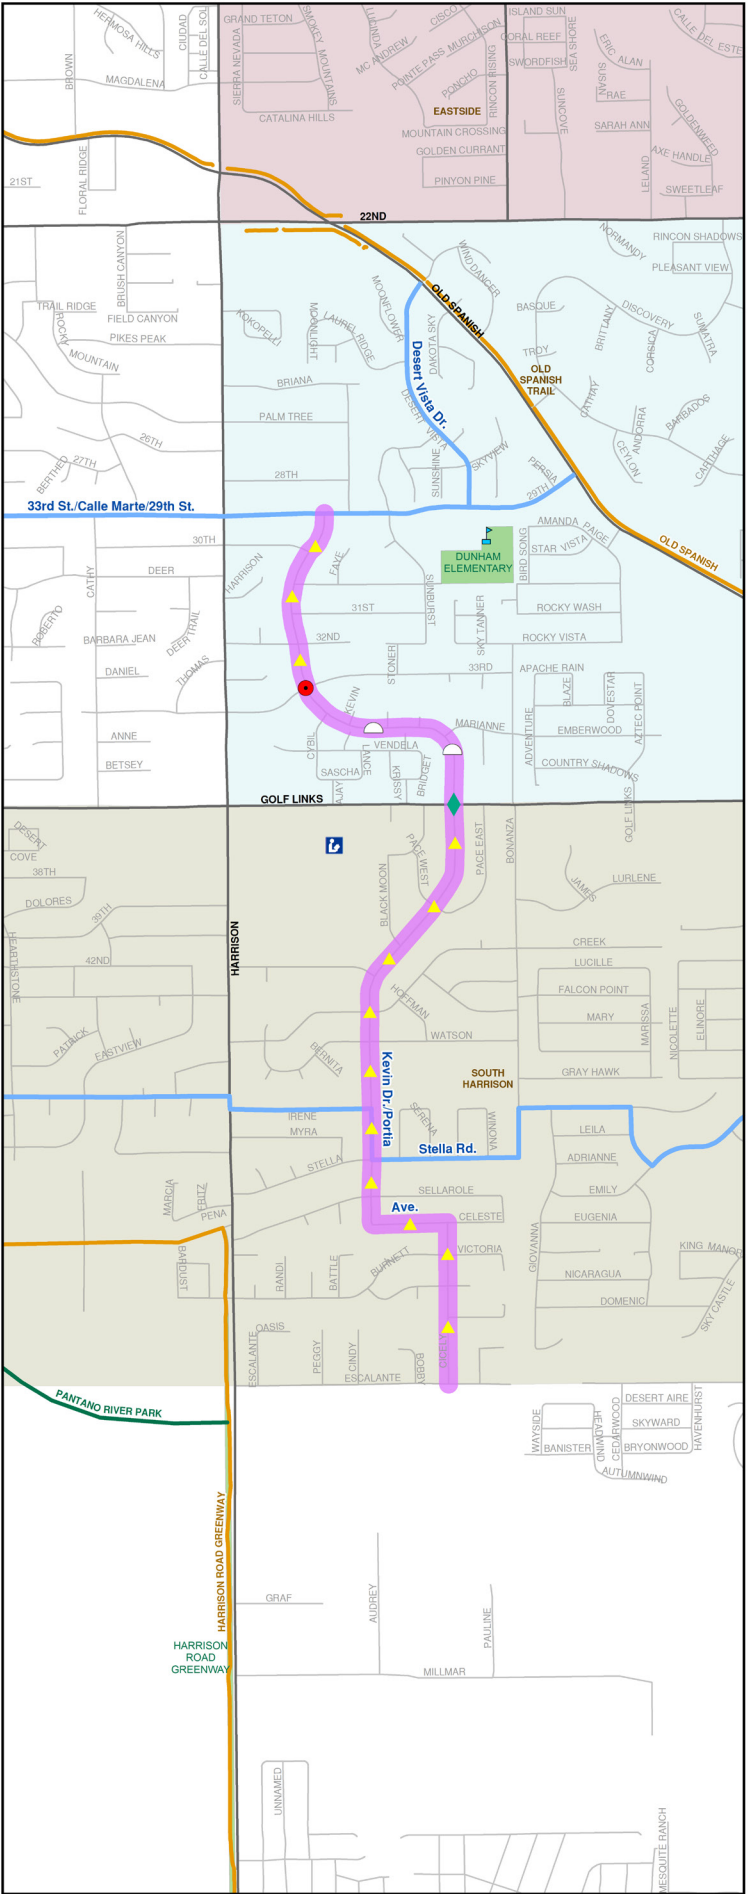 HERMOSA HILLS
CIUDAD
CALLE DEL SOL
GRAND TETON
SMOKEY MOUNTAINS
LUCINDA
CISCO
ISLAND SUN
CALLE DEL ESTE
BROWN
MAGDALENA
SIERRA NEVADA
MC ANDREW
POINTE PASS
MURCHISON
CORAL REEF
SEA SHORE
ERIC
ALAN
SWORDFISH
SUSAN
PONCHO
RINCON RISING
RAE
SUNCOVE
GOLDENWEED
EASTSIDE
CATALINA HILLS
MOUNTAIN CROSSING
SARAH ANN
GOLDEN CURRANT
AXE HANDLE
FLORAL RIDGE
21ST
PINYON PINE
LELAND
SWEETLEAF
22ND
NORMANDY
RINCON SHADOWS
BRUSH CANYON
WIND DANCER
PLEASANT VIEW
TRAIL RIDGE
ROCKY
FIELD CANYON
KOKOPELLI
MOONLIGHT
LAUREL RIDGE
MOONFLOWER
DAKOTA SKY
OLD SPANISH
BASQUE
BRITTANY
DISCOVERY
CORSICA
SUMATRA
PIKES PEAK
MOUNTAIN
Desert Vista Dr.
TROY
OLD
SPANISH
TRAIL
BRIANA
CATHAY
ANDORRA
BARBADOS
PALM TREE
DESERT VISTA
26TH
CEYLON
CARTHAGE
BERTHED
27TH
28TH
SUNSHINE
SKYVIEW
PERSIA
29TH
33rd St./Calle Marte/29th St.
AMANDA
PAIGE
OLD SPANISH
30TH
FAYE
DUNHAM
ELEMENTARY
BIRD SONG
STAR VISTA
CATHY
DEER
HARRISON
SUNBURST
ROBERTO
31ST
SKY TANNER
ROCKY WASH
BARBARA JEAN
DEER TRAIL
32ND
ROCKY VISTA
STONER
DANIEL
THOMAS
33RD
APACHE RAIN
BLAZE
DOVESTAR
AZTEC POINT
KEVIN
ANNE
CYBIL
MARIANNE
ADVENTURE
EMBERWOOD
VENDELA
LANCE
BETSEY
SASCHA
KRISSY
BRIDGET
COUNTRY SHADOWS
AJAY
GOLF LINKS
GOLF LINKS
DESERT
COVE
38TH
BLACK MOON
PACE WEST
PACE EAST
BONANZA
JAMES
LURLENE
DOLORES
39TH
HEARTHSTONE
HARRISON
CREEK
42ND
LUCILLE
HOFFMAN
FALCON POINT
MARY
MARISSA
NICOLETTE
ELINORE
PATRICK
EASTVIEW
BERNITA
WATSON
Kevin Dr./Portia
SOUTH
HARRISON
GRAY HAWK
IRENE
SERENA
WINONA
MYRA
LEILA
STELLA
Stella Rd.
ADRIANNE
MARCIA
FRITZ
SELLAROLE
EMILY
PENA
Ave.
CELESTE
EUGENIA
BARDUST
VICTORIA
GIOVANNA
KING MANOR
RANDI
BATTLE
BURNETT
NICARAGUA
DOMENIC
SKY CASTLE
OASIS
ESCALANTE
PEGGY
CINDY
BOBBY
CICELY
ESCALANTE
PANTANO RIVER PARK
DESERT AIRE
WAYSIDE
HEADWIND
CEDARWOOD
SKYWARD
HAVENHURST
BANISTER
BRYONWOOD
AUTUMNWIND
HARRISON ROAD GREENWAY
GRAF
AUDREY
PAULINE
HARRISON
ROAD
GREENWAY
MILLMAR
UNNAMED
MESQUITE RANCH